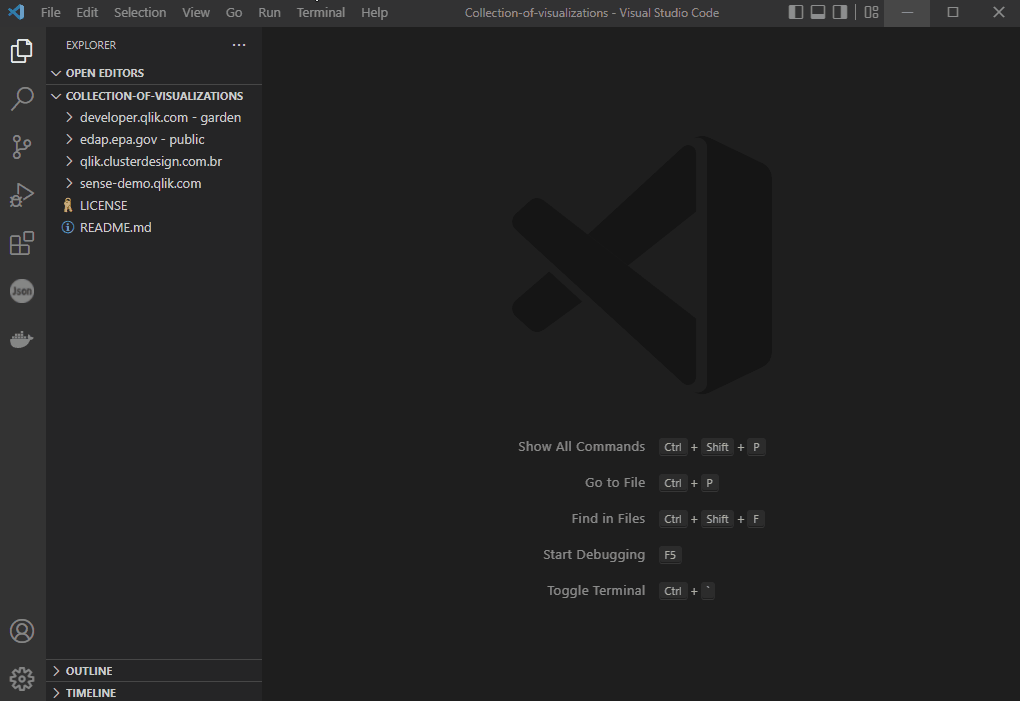 File Edit Selection View Go Run Terminal Help Collection-of-visualizations - Visual Studio Code
EXPLORER
OPEN EDITORS
COLLECTION-OF-VISUALIZATIONS
developer.qlik.com - garden
edap.epa.gov - public
qlik.clusterdesign.com.br
sense-demo.qlik.com
LICENSE
README.md
Json
Show All Commands Ctrl + Shift + P
Go to File Ctrl + P
Find in Files Ctrl + Shift + F
Start Debugging F5
Toggle Terminal Ctrl + `
OUTLINE
TIMELINE